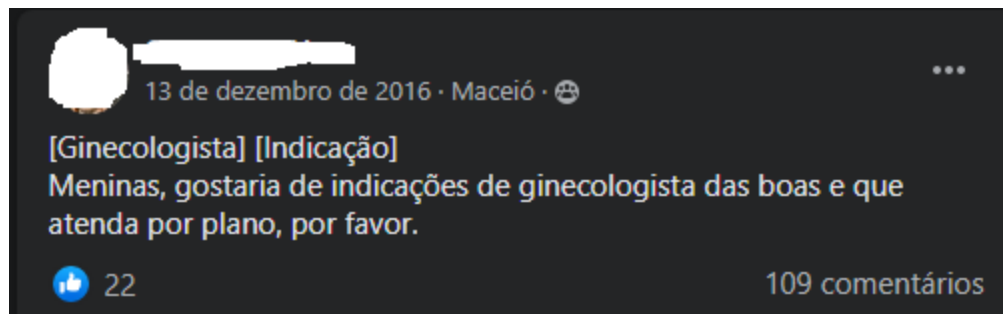 13 de dezembro de 2016 · Maceió ·
[Ginecologista] [Indicação]
Meninas, gostaria de indicações de ginecologista das boas e que
atenda por plano, por favor.
22
109 comentários